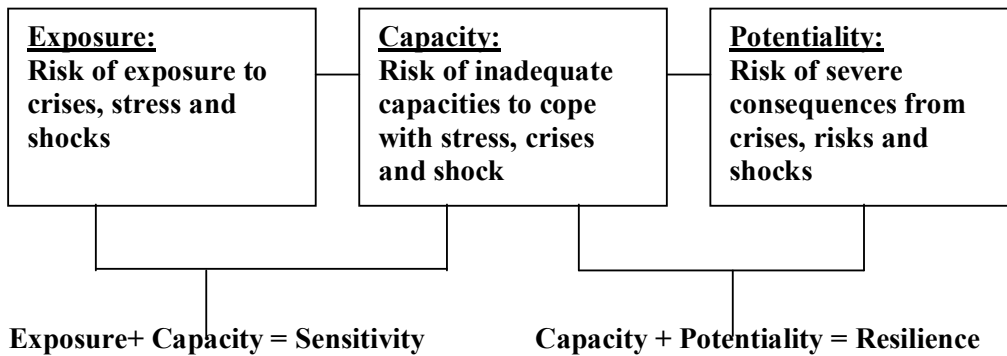 Exposure:
Risk of exposure to
crises, stress and
shocks
Capacity:
Risk of inadequate
capacities to cope
with stress, crises
and shock
Potentiality:
Risk of severe
consequences from
crises, risks and
shocks
Exposure+ Capacity = Sensitivity
Capacity + Potentiality = Resilience